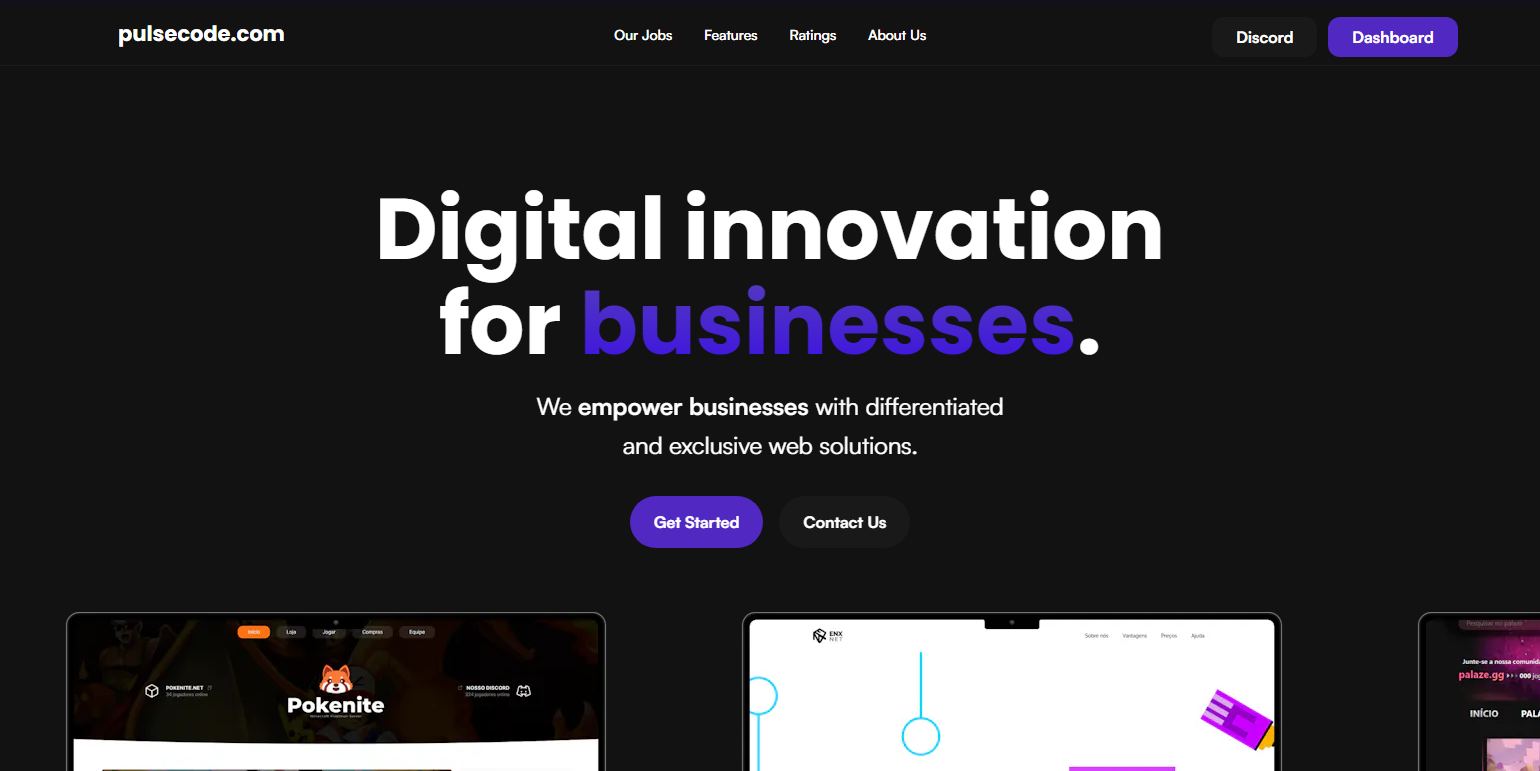 pulsecode.com
Our Jobs
Features
Ratings
About Us
Discord
Dashboard
Digital innovation
for businesses.
We empower businesses with differentiated
and exclusive web solutions.
Get Started
Contact Us
Início
Loja
Jogar
Compras
Equipe
POKENITE.NET
jogadores online
NOSSO DISCORD
jogadores online
Pokenite
ENX
NET
Sobre nós
Vantagens
Preços
Ajuda
Pesquisar no palaze
Junte-se a nossa comunid
palaze.gg
000 jog
INÍCIO
PALA